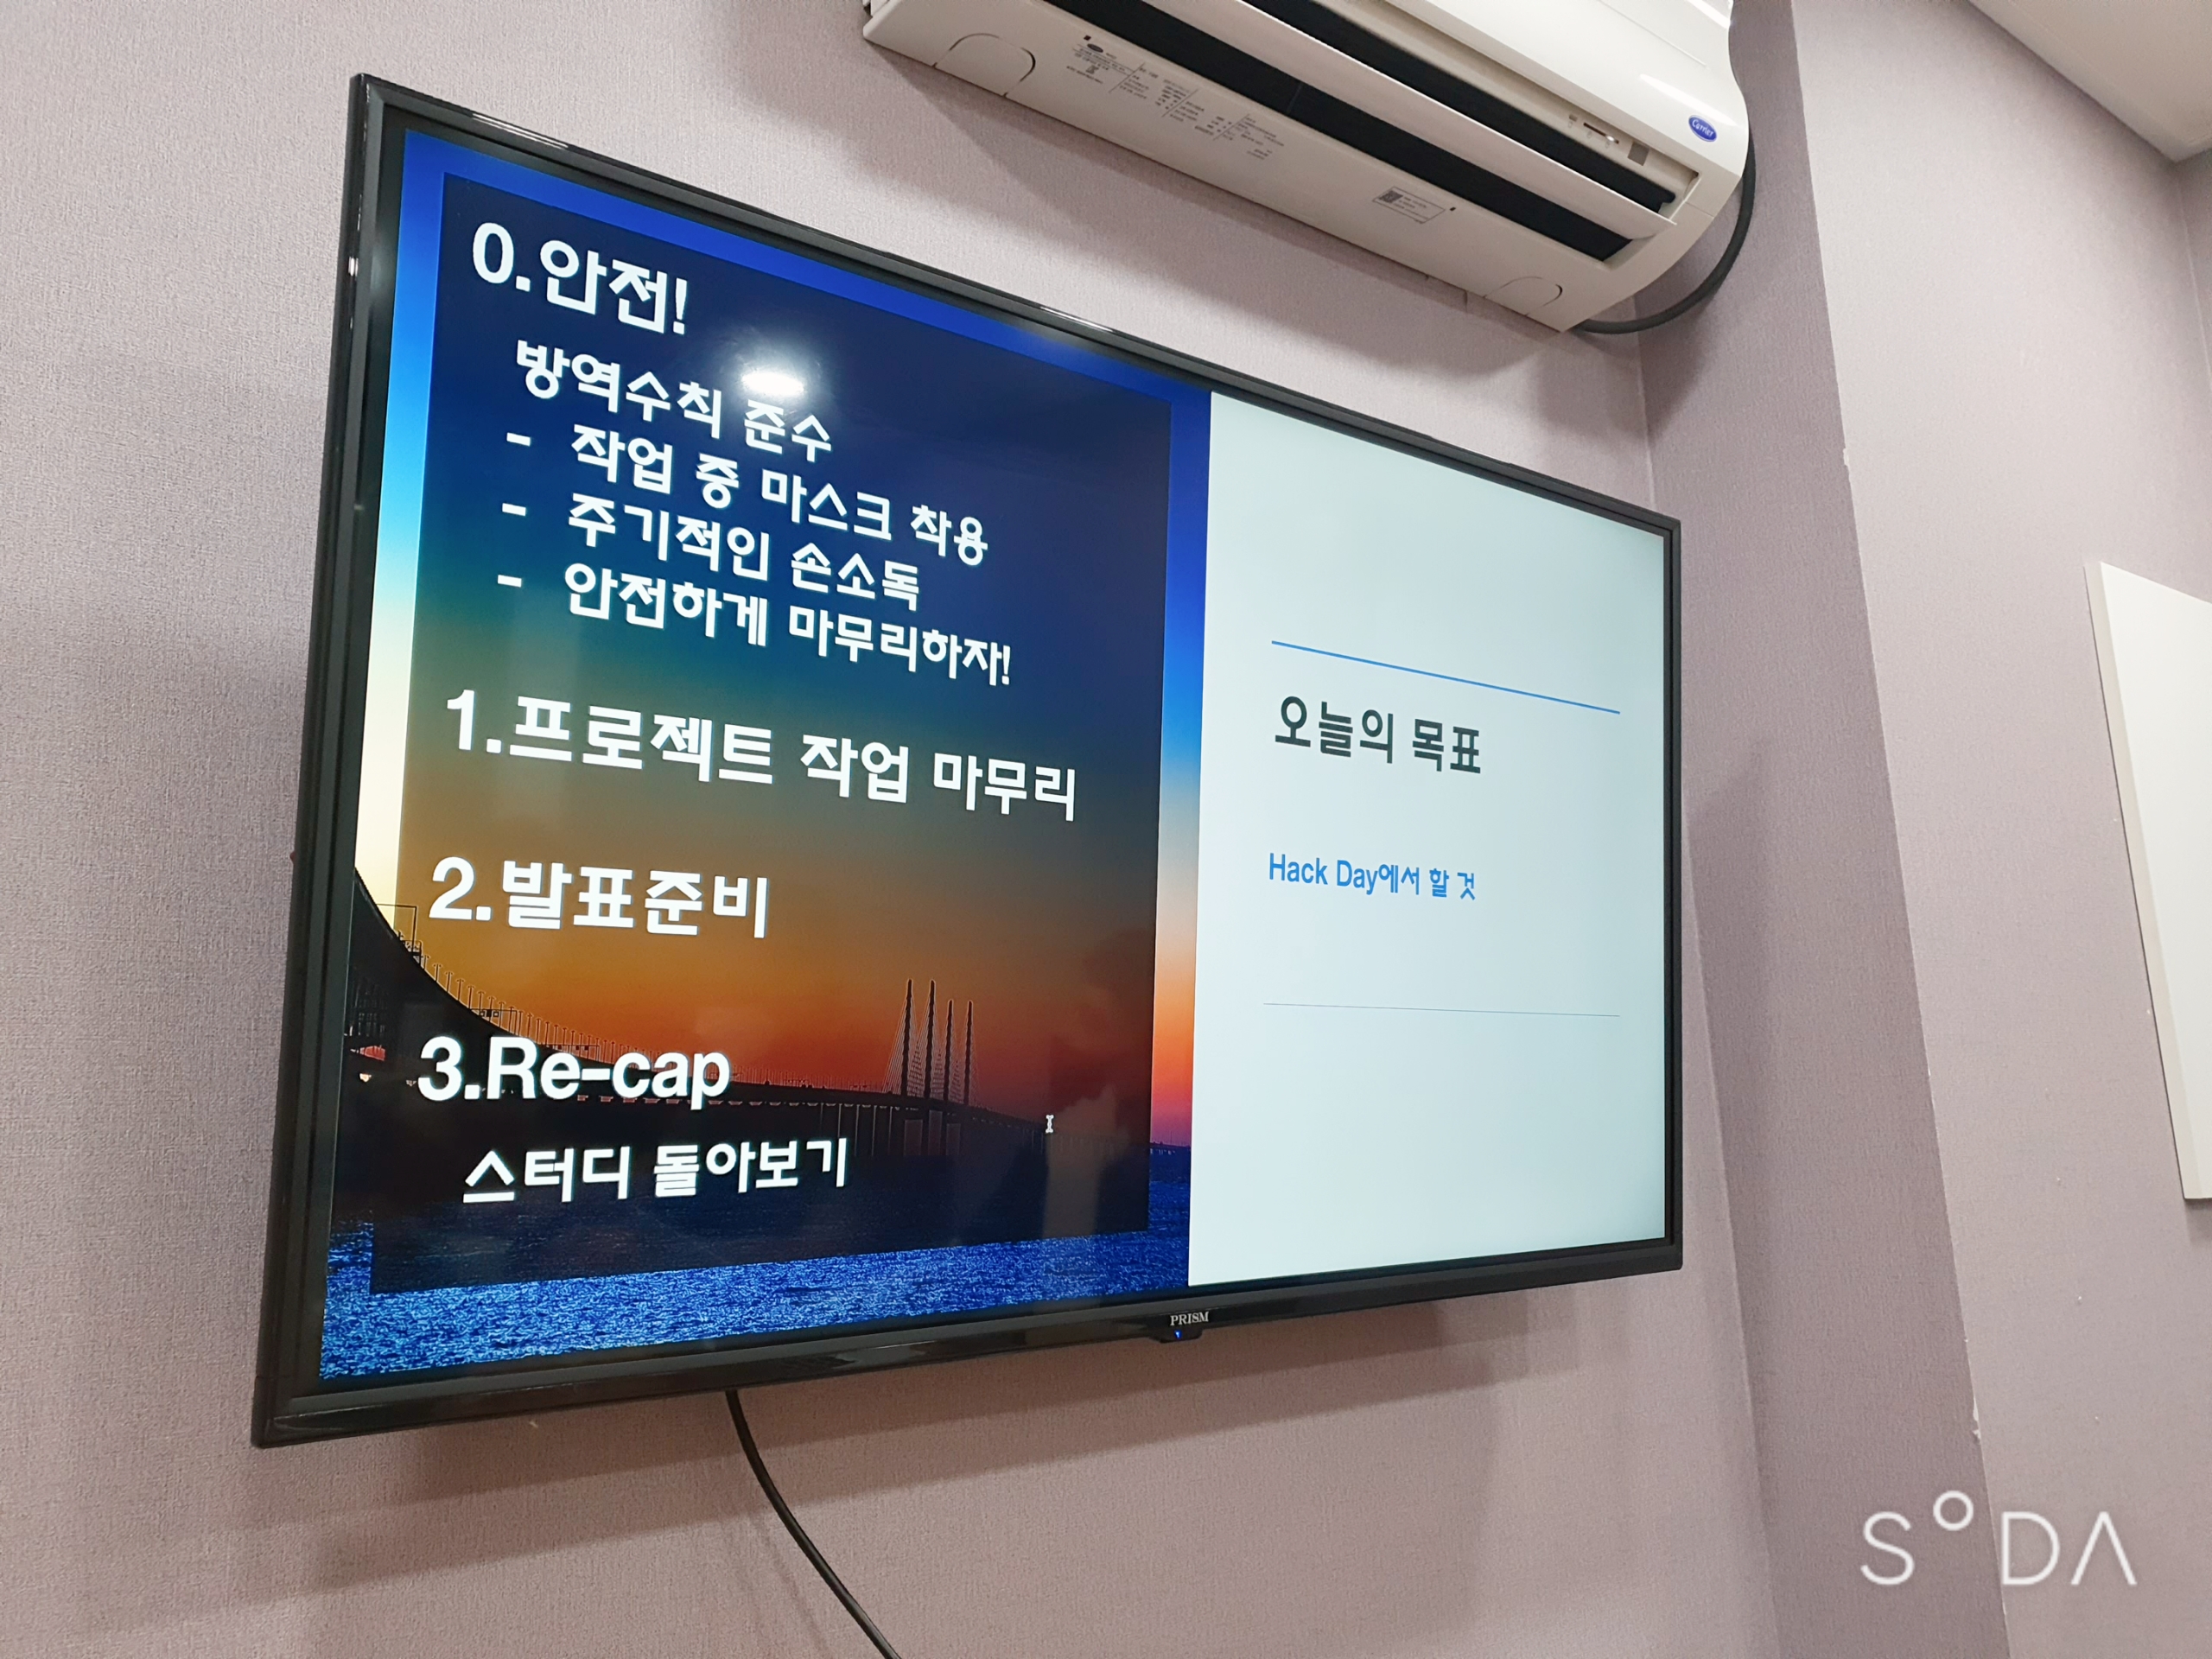 0.안전!
방역수칙 준수
- 작업 중 마스크 착용
- 주기적인 손소독
- 안전하게 마무리하자!
1.프로젝트 작업 마무리
2.발표준비
3.Re-cap
스터디 돌아보기
오늘의 목표
Hack Day에서 할 것
PRISM
Carrier
SODA